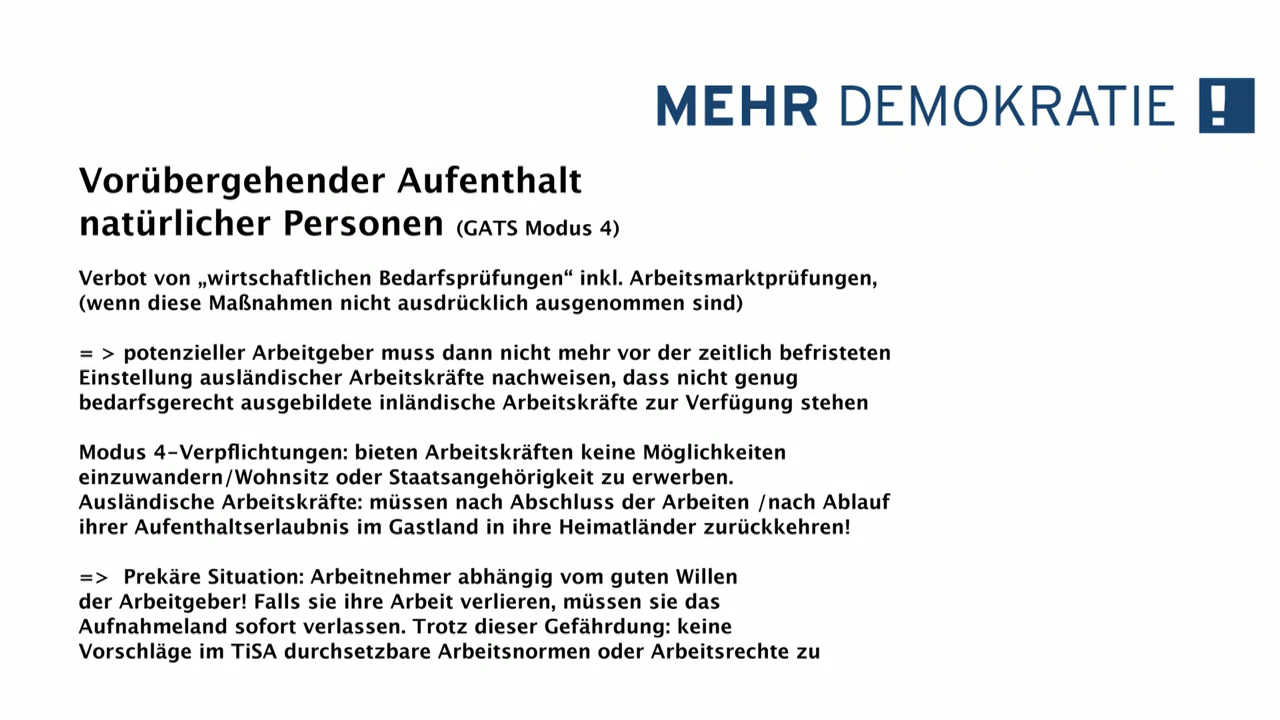 MEHR DEMOKRATIE !
Vorübergehender Aufenthalt
natürlicher Personen (GATS Modus 4)
Verbot von „wirtschaftlichen Bedarfsprüfungen“ inkl. Arbeitsmarktprüfungen,
(wenn diese Maßnahmen nicht ausdrücklich ausgenommen sind)
= > potenzieller Arbeitgeber muss dann nicht mehr vor der zeitlich befristeten
Einstellung ausländischer Arbeitskräfte nachweisen, dass nicht genug
bedarfsgerecht ausgebildete inländische Arbeitskräfte zur Verfügung stehen
Modus 4-Verpflichtungen: bieten Arbeitskräften keine Möglichkeiten
einzuwandern/Wohnsitz oder Staatsangehörigkeit zu erwerben.
Ausländische Arbeitskräfte: müssen nach Abschluss der Arbeiten /nach Ablauf
ihrer Aufenthaltserlaubnis im Gastland in ihre Heimatländer zurückkehren!
=> Prekäre Situation: Arbeitnehmer abhängig vom guten Willen
der Arbeitgeber! Falls sie ihre Arbeit verlieren, müssen sie das
Aufnahmeland sofort verlassen. Trotz dieser Gefährdung: keine
Vorschläge im TiSA durchsetzbare Arbeitsnormen oder Arbeitsrechte zu